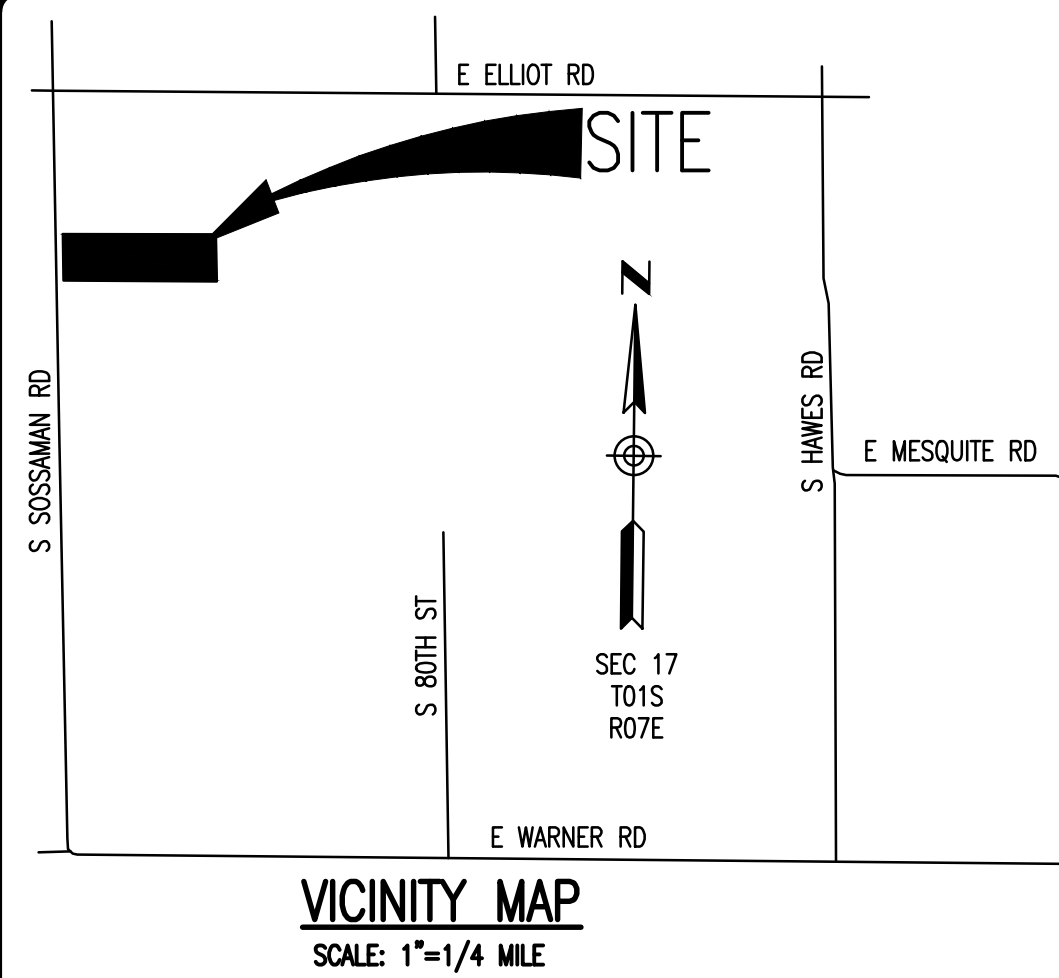 E ELLIOT RD
SITE
N
S SOSSAMAN RD
S HAWES RD
E MESQUITE RD
S 80TH ST
SEC 17
T01S
R07E
E WARNER RD
VICINITY MAP
SCALE: 1"=1/4 MILE